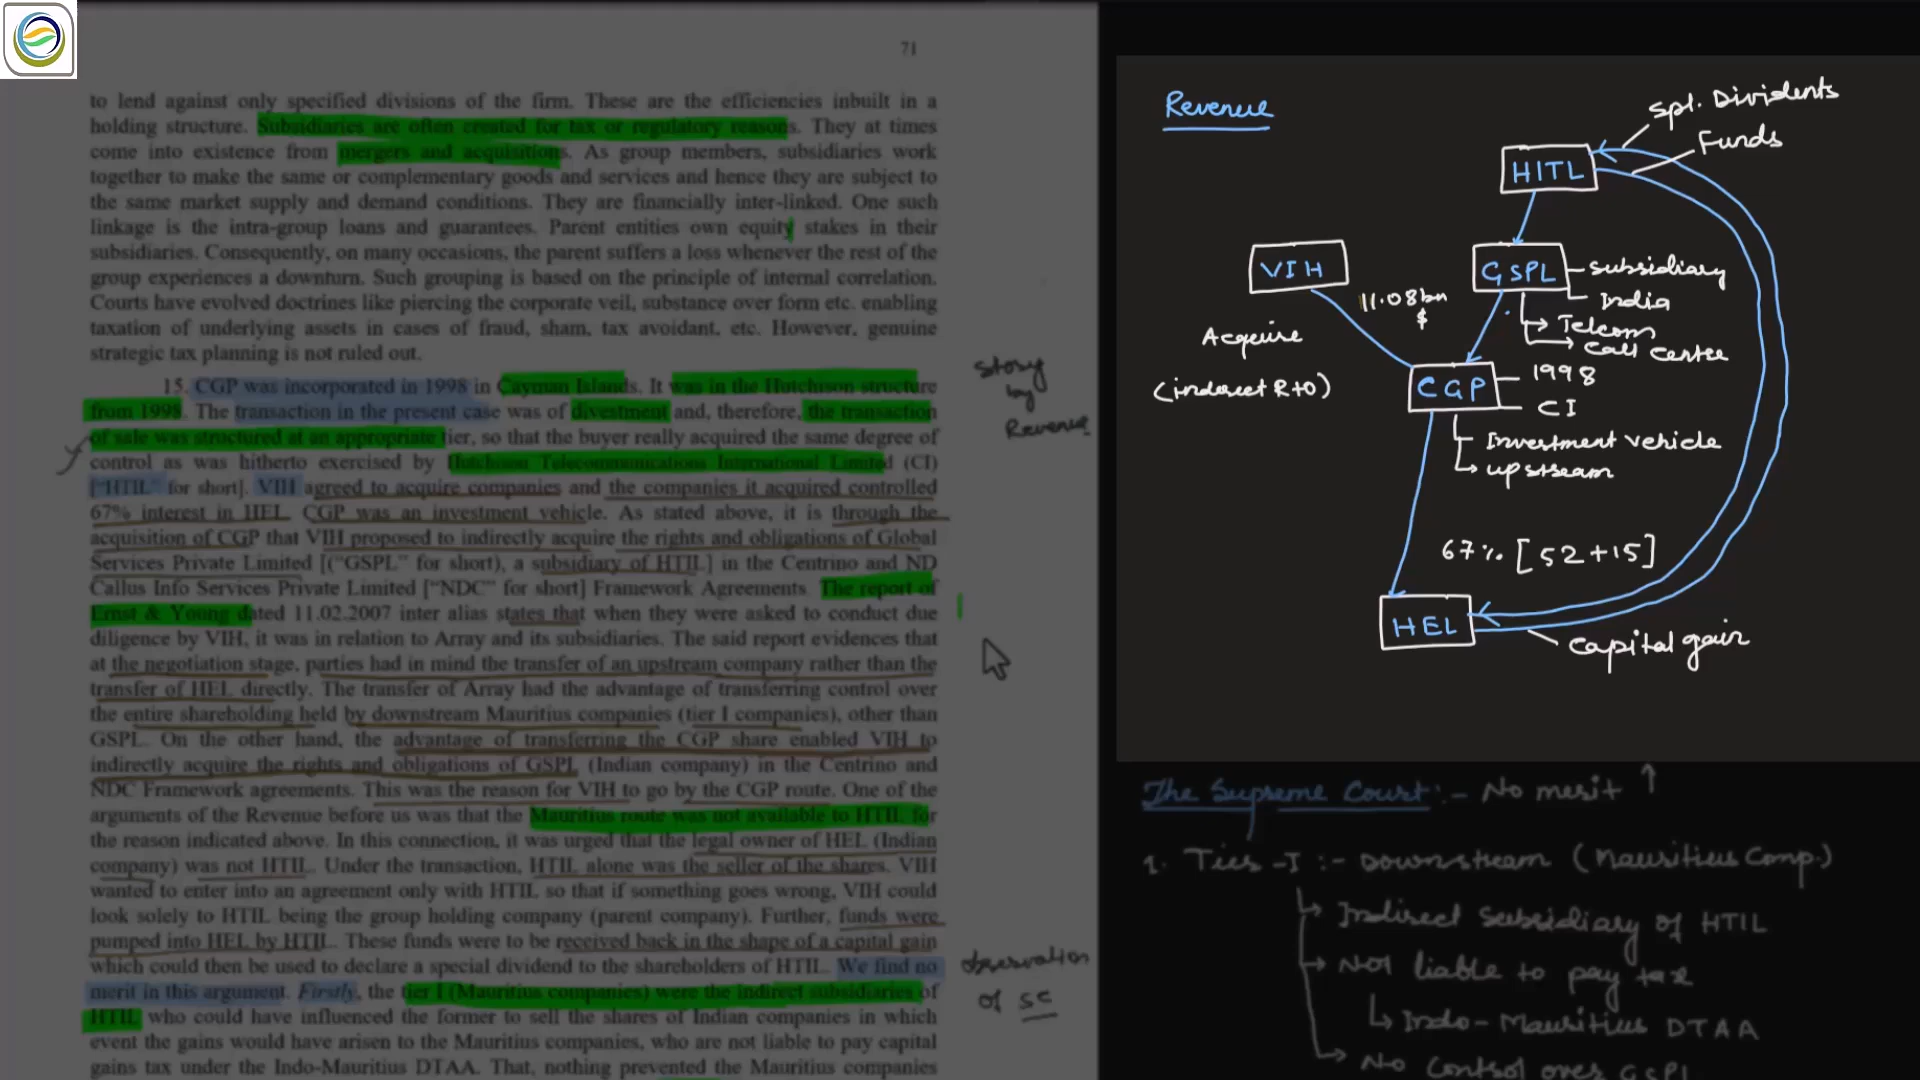 71
to lend against only specified divisions of the firm. These are the efficiencies inbuilt in a
holding structure. Subsidiaries are often created for tax or regulatory reasons. They at times
come into existence from mergers and acquisitions. As group members, subsidiaries work
together to make the same or complementary goods and services and hence they are subject to
the same market supply and demand conditions. They are financially inter-linked. One such
linkage is the intra-group loans and guarantees. Parent entities own equity stakes in their
subsidiaries. Consequently, on many occasions, the parent suffers a loss whenever the rest of the
group experiences a downturn. Such grouping is based on the principle of internal correlation.
Courts have evolved doctrines like piercing the corporate veil, substance over form etc. enabling
taxation of underlying assets in cases of fraud, sham, tax avoidant, etc. However, genuine
strategic tax planning is not ruled out.
15. CGP was incorporated in 1998 in Cayman Islands. It was in the Hutchison structure
from 1998. The transaction in the present case was of divestment and, therefore, the transaction
of sale was structured at an appropriate tier, so that the buyer really acquired the same degree of
control as was hitherto exercised by Hutchison Telecommunications International Limited (CI)
["HTIL" for short]. VIH agreed to acquire companies and the companies it acquired controlled
67% interest in HEL. CGP was an investment vehicle. As stated above, it is through the
acquisition of CGP that VIH proposed to indirectly acquire the rights and obligations of Global
Services Private Limited [("GSPL" for short), a subsidiary of HTIL] in the Centrino and ND
Callus Info Services Private Limited ["NDC" for short] Framework Agreements. The report of
Ernst & Young dated 11.02.2007 inter alias states that when they were asked to conduct due
diligence by VIH, it was in relation to Array and its subsidiaries. The said report evidences that
at the negotiation stage, parties had in mind the transfer of an upstream company rather than the
transfer of HEL directly. The transfer of Array had the advantage of transferring control over
the entire shareholding held by downstream Mauritius companies (tier I companies), other than
GSPL. On the other hand, the advantage of transferring the CGP share enabled VIH to
indirectly acquire the rights and obligations of GSPL (Indian company) in the Centrino and
NDC Framework agreements. This was the reason for VIH to go by the CGP route. One of the
arguments of the Revenue before us was that the Mauritius route was not available to HTIL for
the reason indicated above. In this connection, it was urged that the legal owner of HEL (Indian
company) was not HTIL. Under the transaction, HTIL alone was the seller of the shares. VIH
wanted to enter into an agreement only with HTIL so that if something goes wrong, VIH could
look solely to HTIL being the group holding company (parent company). Further, funds were
pumped into HEL by HTIL. These funds were to be received back in the shape of a capital gain
which could then be used to declare a special dividend to the shareholders of HTIL. We find no
merit in this argument. Firstly, the tier I (Mauritius companies) were the indirect subsidiaries of
HTIL who could have influenced the former to sell the shares of Indian companies in which
event the gains would have arisen to the Mauritius companies, who are not liable to pay capital
gains tax under the Indo-Mauritius DTAA. That, nothing prevented the Mauritius companies
story
by
Revenue
observation
of SC
Revenue
Spl. Dividents
Funds
HITL
VIH
GSPL
subsidiary
India
Telcom
Call Center
11.08bn
$
Acquire
(indirect R+O)
CGP
1998
CI
Investment vehicle
upstream
67% [52+15]
HEL
Capital gain
The Supreme Court:- No merit ↑
1. Ties-I :- Downstream (Mauritius Comp.)
Indirect Subsidiary of HTIL
Not liable to pay tax
Indo-Mauritius DTAA
No control over GSPL